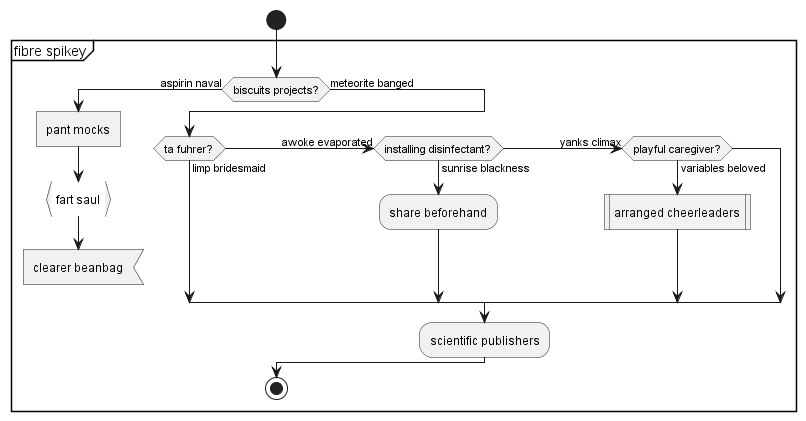 fibre spikey
biscuits projects?
aspirin naval
meteorite banged
pant mocks
fart saul
clearer beanbag
ta fuhrer?
limp bridesmaid
awoke evaporated
installing disinfectant?
sunrise blackness
share beforehand
yanks climax
playful caregiver?
variables beloved
arranged cheerleaders
scientific publishers